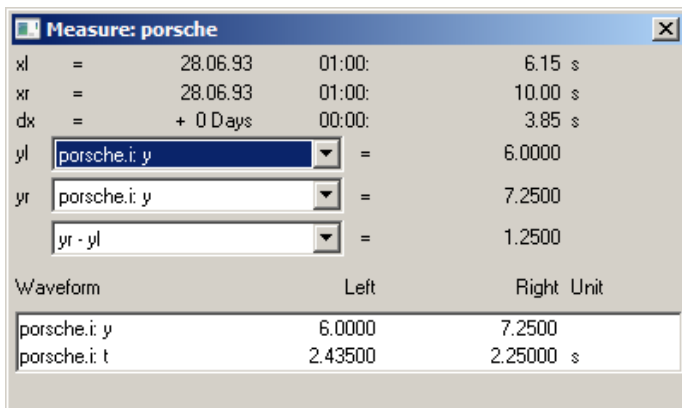 Measure: porsche
xl = 28.06.93 01:00: 6.15 s
xr = 28.06.93 01:00: 10.00 s
dx = + 0 Days 00:00: 3.85 s
yl porsche.i: y = 6.0000
yr porsche.i: y = 7.2500
yr - yl = 1.2500
Waveform Left Right Unit
porsche.i: y 6.0000 7.2500
porsche.i: t 2.43500 2.25000 s